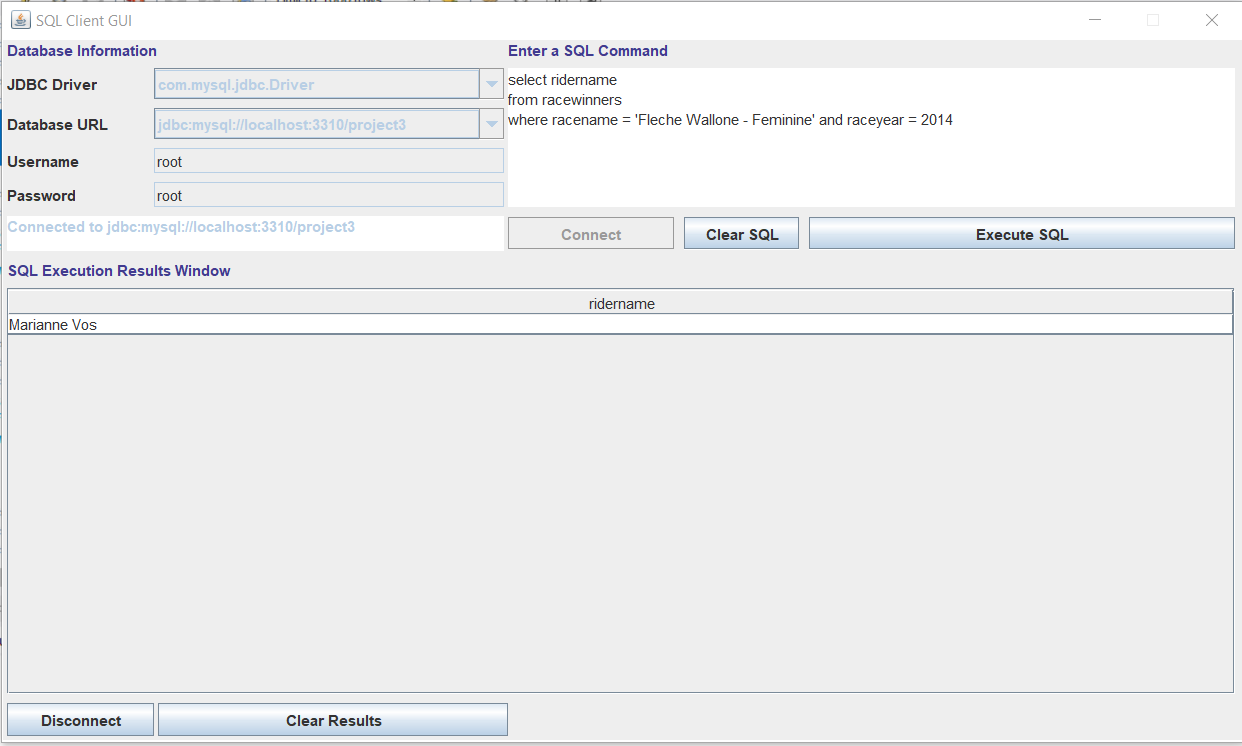 SQL Client GUI
Database Information
JDBC Driver
com.mysql.jdbc.Driver
Database URL
jdbc:mysql://localhost:3310/project3
Username
root
Password
root
Connected to jdbc:mysql://localhost:3310/project3
Enter a SQL Command
select ridername
from racewinners
where racename = 'Fleche Wallone - Feminine' and raceyear = 2014
Connect
Clear SQL
Execute SQL
SQL Execution Results Window
ridername
Marianne Vos
Disconnect
Clear Results